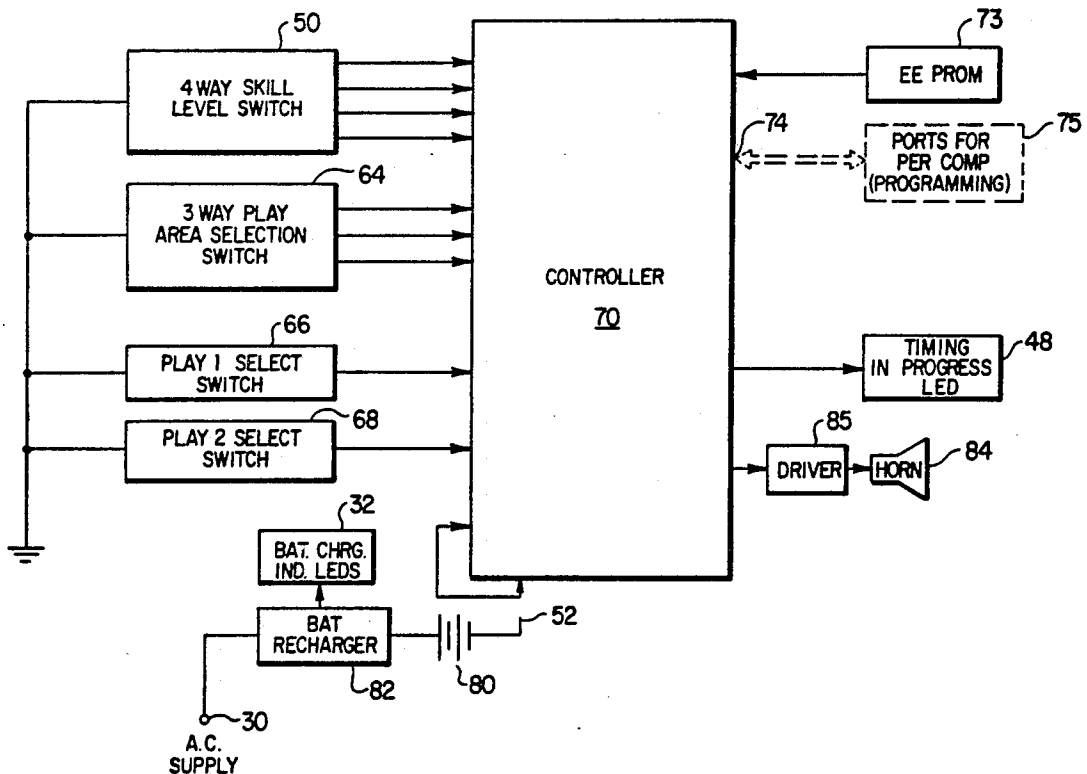 50
4 WAY SKILL
LEVEL SWITCH
64
3 WAY PLAY
AREA SELECTION
SWITCH
66
PLAY 1 SELECT
SWITCH
68
PLAY 2 SELECT
SWITCH
32
BAT. CHRG.
IND. LEDS
BAT
RECHARGER
82
80
52
30
A.C.
SUPPLY
CONTROLLER
70
73
EE PROM
74
75
PORTS FOR
PER COMP
(PROGRAMMING)
48
TIMING
IN PROGRESS
LED
85
DRIVER
HORN
84